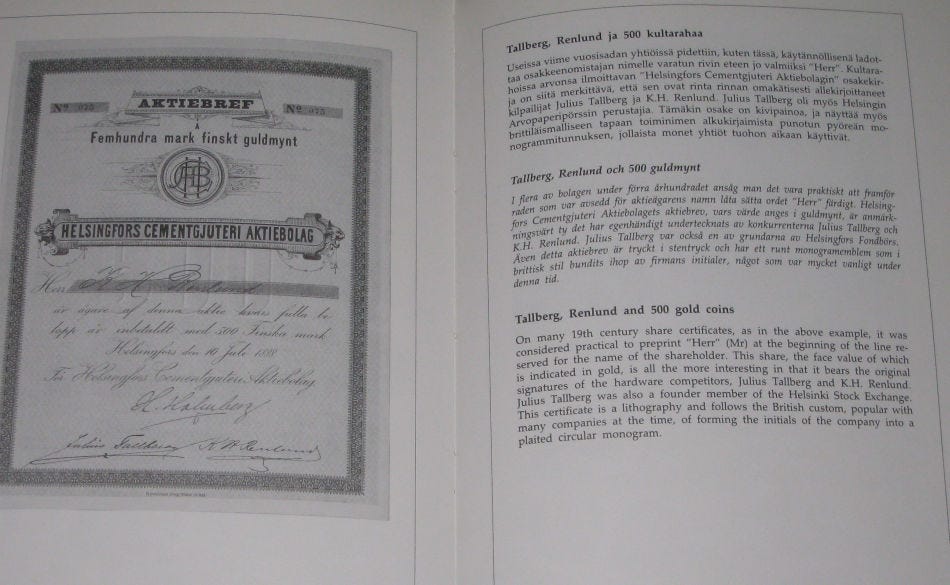 Nº 075
AKTIEBREF
Nº 075
Å
Femhundra mark finskt guldmynt
HELSINGFORS CEMENTGJUTERI AKTIEBOLAG
Herr K H Renlund
är ägare af denna aktie hvars fulla be
lopp är inbetaldt med 500 Finska mark
Helsingfors den 10 Juli 1888
För Helsingfors Cementgjuteri Aktiebolag
Julius Tallberg K H Renlund
Tallberg, Renlund ja 500 kultarahaa
Useissa viime vuosisadan yhtiöissä pidettiin, kuten tässä, käytännöllisenä ladot-
taa osakkeenomistajan nimelle varatun rivin eteen jo valmiiksi "Herr". Kultara-
hoissa arvonsa ilmoittavan "Helsingfors Cementgjuteri Aktiebolagin" osakekir-
ja on siitä merkittävä, että sen ovat rinta rinnan omakätisesti allekirjoittaneet
kilpailijat Julius Tallberg ja K.H. Renlund. Julius Tallberg oli myös Helsingin
Arvopaperipörssin perustajia. Tämäkin osake on kivipainoa, ja näyttää myös
brittiläismalliseen tapaan toiminimen alkukirjaimista punotun pyöreän mo-
nogrammitunnuksen, jollaista monet yhtiöt tuohon aikaan käyttivät.
Tallberg, Renlund och 500 guldmynt
I flera av bolagen under förra århundradet ansåg man det vara praktiskt att framför
raden som var avsedd för aktieägarens namn låta sätta ordet "Herr" färdigt. Helsing-
fors Cementgjuteri Aktiebolagets aktiebrev, vars värde anges i guldmynt, är anmärk-
ningsvärt ty det har egenhändigt undertecknats av konkurrenterna Julius Tallberg och
K.H. Renlund. Julius Tallberg var också en av grundarna av Helsingfors Fondbörs.
Även detta aktiebrev är tryckt i stentryck och har ett runt monogramemblem som i
brittisk stil bundits ihop av firmans initialer, något som var mycket vanligt under
denna tid.
Tallberg, Renlund and 500 gold coins
On many 19th century share certificates, as in the above example, it was
considered practical to preprint "Herr" (Mr) at the beginning of the line re-
served for the name of the shareholder. This share, the face value of which
is indicated in gold, is all the more interesting in that it bears the original
signatures of the hardware competitors, Julius Tallberg and K.H. Renlund.
Julius Tallberg was also a founder member of the Helsinki Stock Exchange.
This certificate is a lithography and follows the British custom, popular with
many companies at the time, of forming the initials of the company into a
plaited circular monogram.